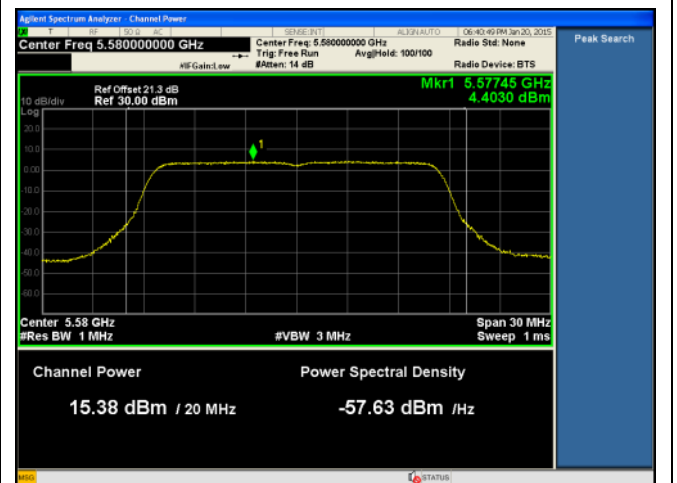 Agilent Spectrum Analyzer - Channel Power
T RF 50 Ω AC SENSE:INT ALIGN AUTO 06:40:49 PM Jan 20, 2015
Center Freq 5.580000000 GHz Center Freq: 5.580000000 GHz Radio Std: None
Trig: Free Run Avg|Hold: 100/100
#IFGain:Low #Atten: 14 dB Radio Device: BTS
Peak Search
Mkr1 5.57745 GHz
4.4030 dBm
Ref Offset 21.3 dB
10 dB/div Ref 30.00 dBm
Log
20.0
1
10.0
0.00
-10.0
-20.0
-30.0
-40.0
-50.0
-60.0
Center 5.58 GHz Span 30 MHz
#Res BW 1 MHz #VBW 3 MHz Sweep 1 ms
Channel Power Power Spectral Density
15.38 dBm / 20 MHz -57.63 dBm /Hz
MSG STATUS